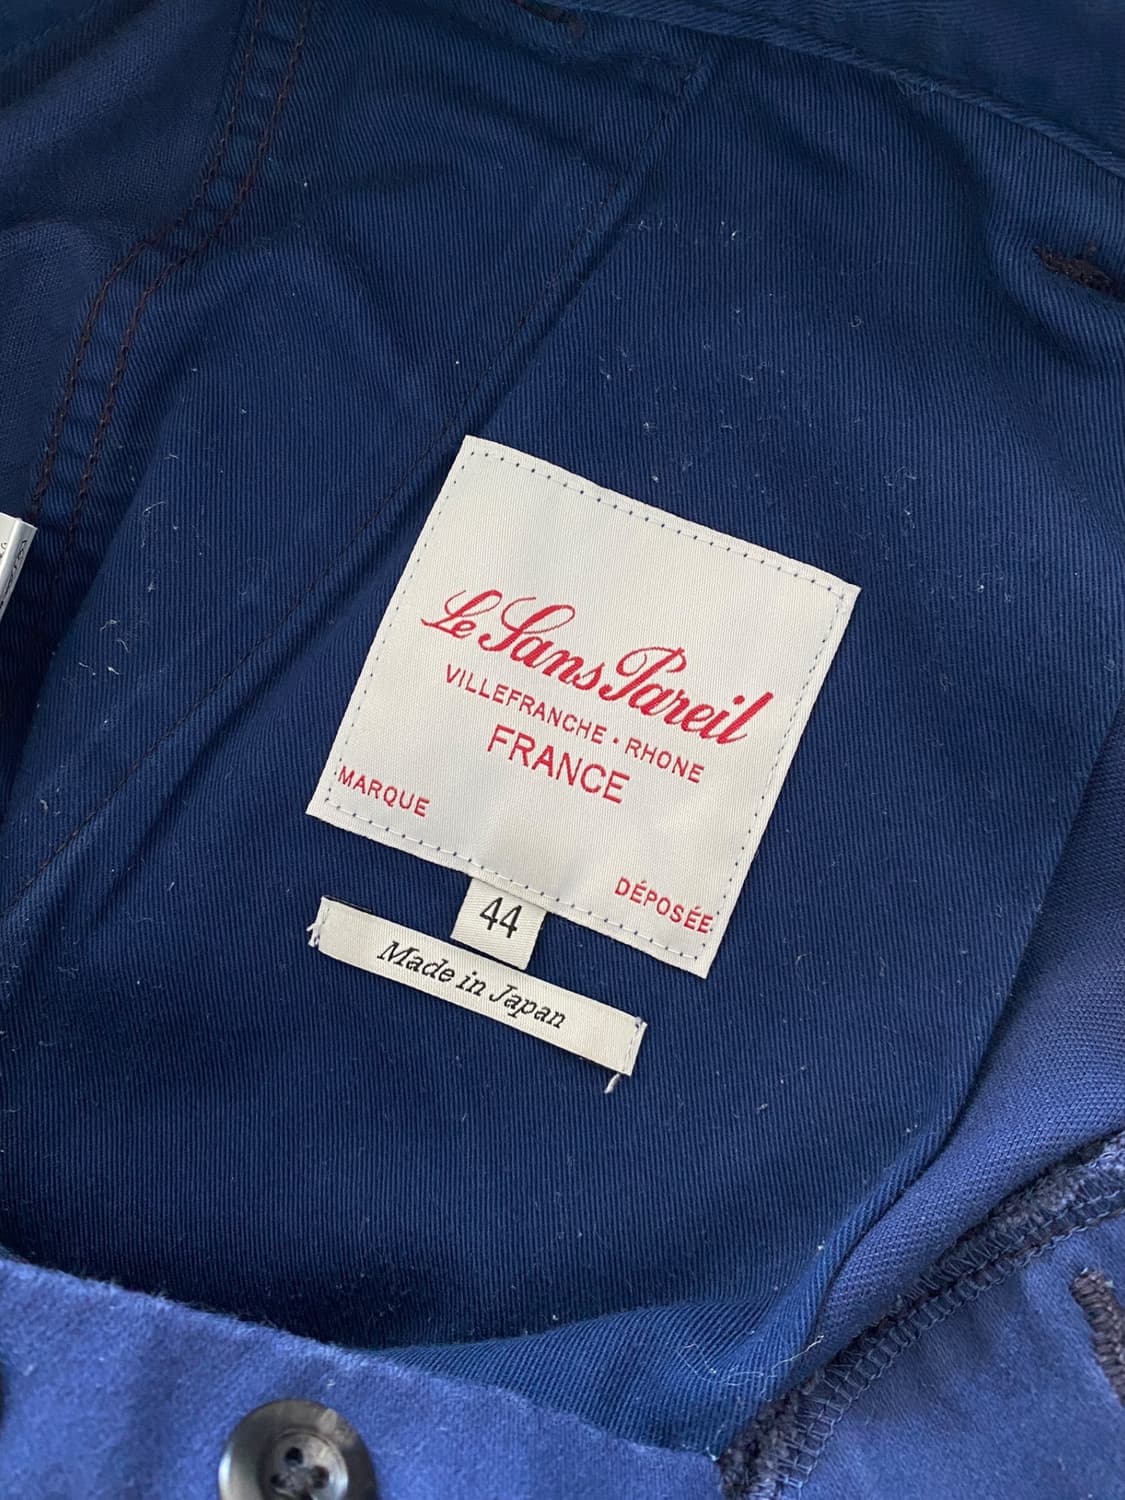 Le Sans Pareil
VILLEFRANCHE · RHONE
FRANCE
MARQUE
DÉPOSÉE
44
Made in Japan